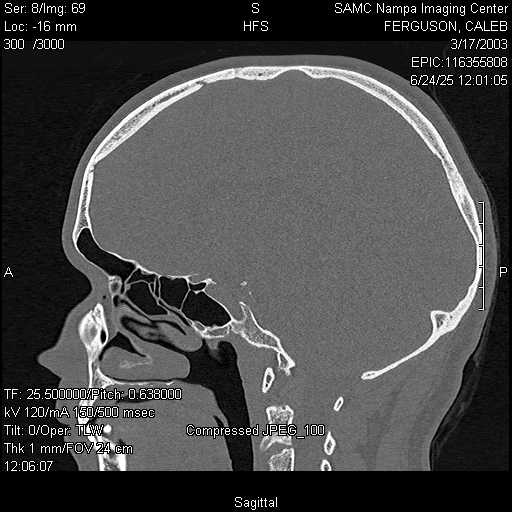 Ser: 8/Img: 69
Loc: -16 mm
300 /3000
S
HFS
SAMC Nampa Imaging Center
FERGUSON, CALEB
3/17/2003
EPIC:116355808
6/24/25 12:01:05
A
P
TF: 25.500000/Pitch: 0.638000
kV 120/mA 150/500 msec
Tilt: 0/Oper: TLW
Thk 1 mm/FOV 24 cm
12:06:07
Compressed JPEG_100
Sagittal